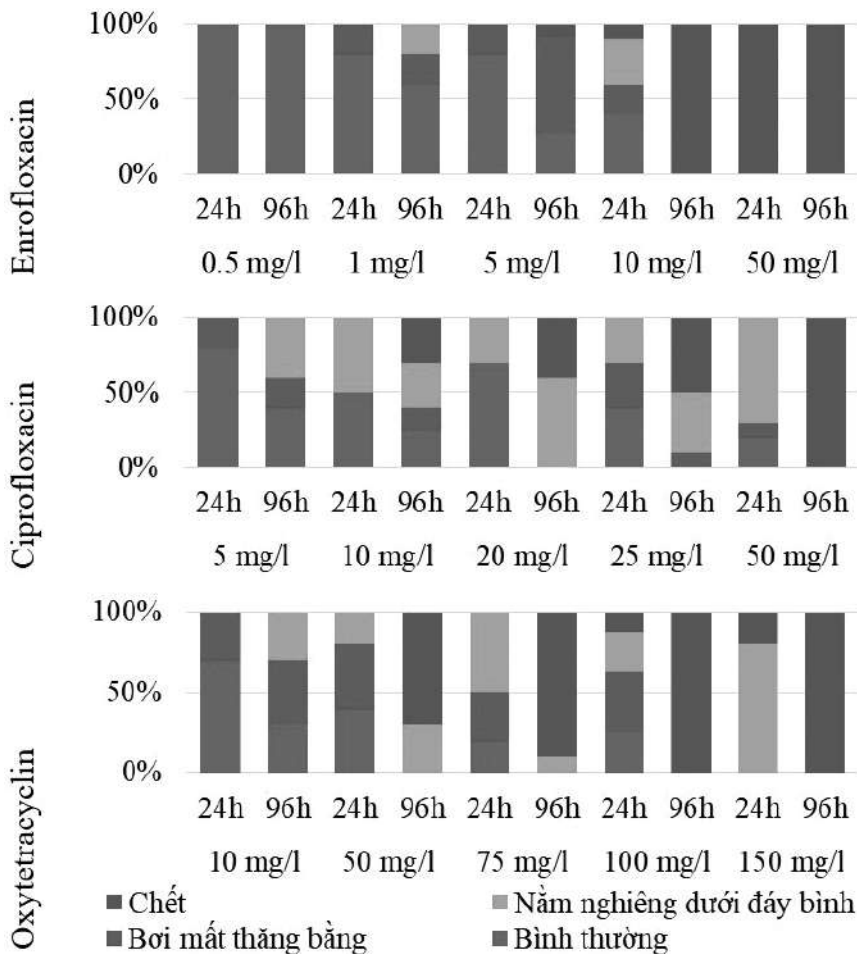 Enrofloxacin
100%
50%
0%
24h 96h 24h 96h 24h 96h 24h 96h 24h 96h
0.5 mg/l 1 mg/l 5 mg/l 10 mg/l 50 mg/l
Ciprofloxacin
100%
50%
0%
24h 96h 24h 96h 24h 96h 24h 96h 24h 96h
5 mg/l 10 mg/l 20 mg/l 25 mg/l 50 mg/l
Oxytetracyclin
100%
50%
0%
24h 96h 24h 96h 24h 96h 24h 96h 24h 96h
10 mg/l 50 mg/l 75 mg/l 100 mg/l 150 mg/l
Chết Nằm nghiêng dưới đáy bình
Bơi mất thăng bằng Bình thường